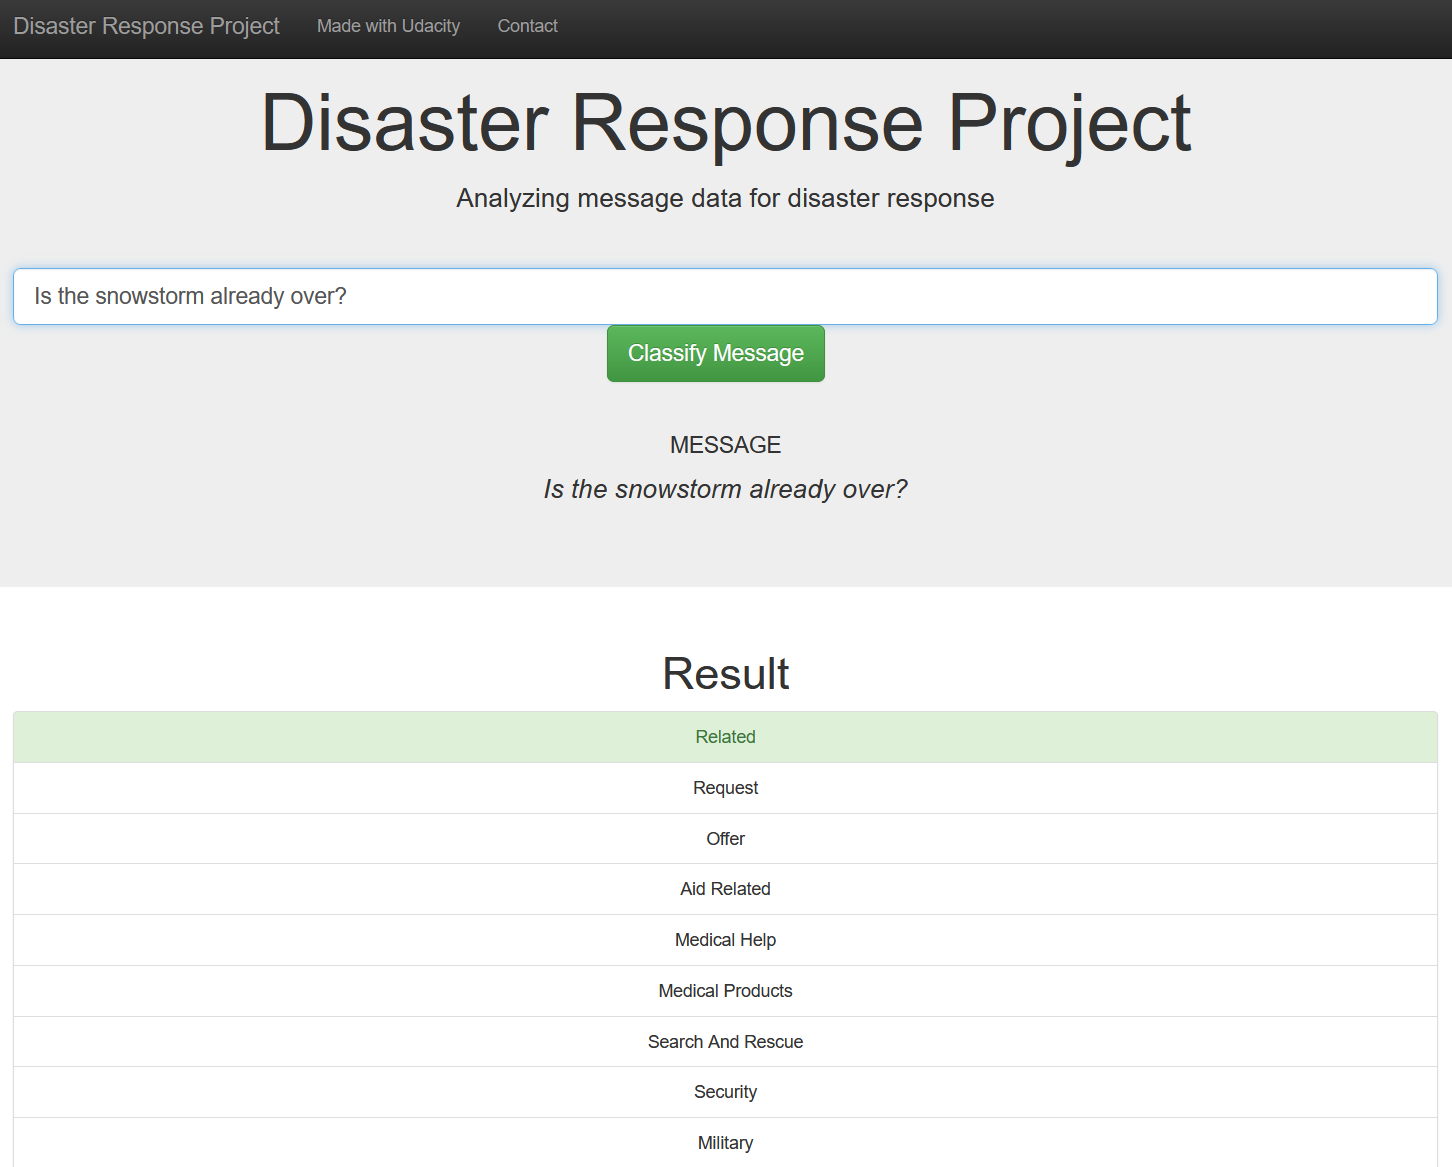 Disaster Response Project Made with Udacity Contact
Disaster Response Project
Analyzing message data for disaster response
Is the snowstorm already over?
Classify Message
MESSAGE
Is the snowstorm already over?
Result
Related
Request
Offer
Aid Related
Medical Help
Medical Products
Search And Rescue
Security
Military